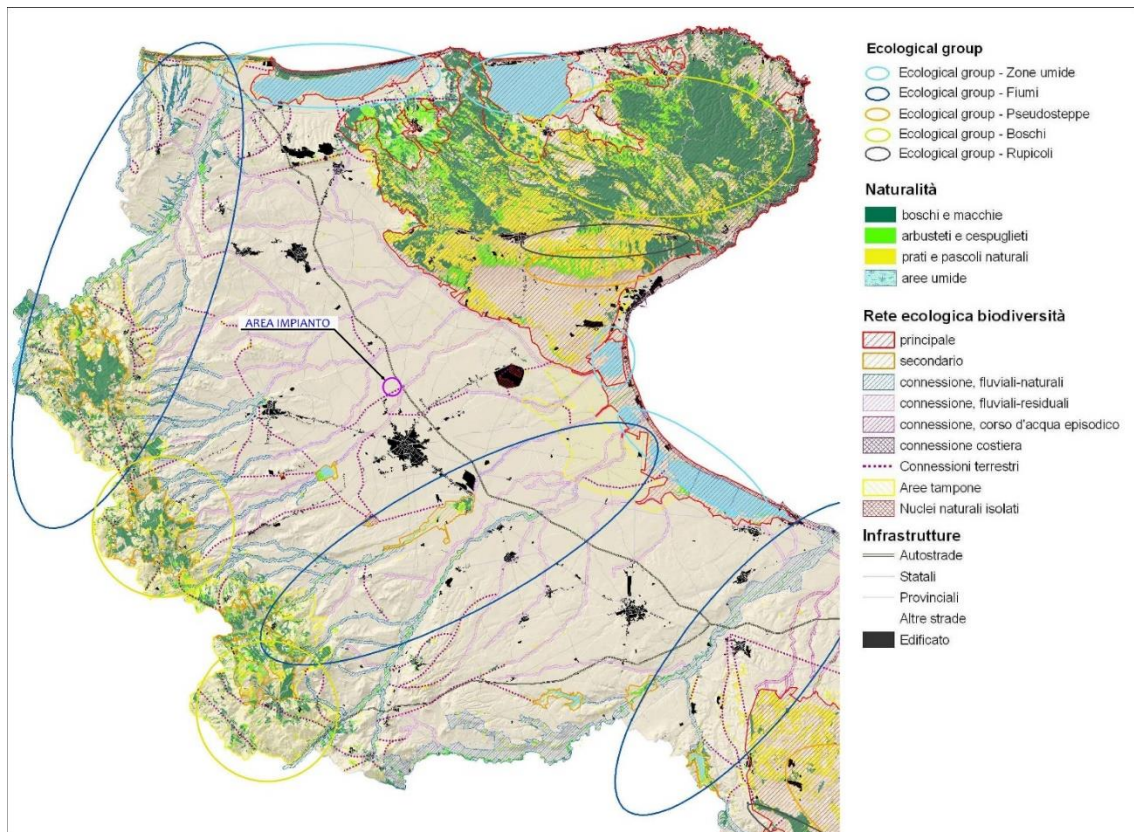 AREA IMPIANTO
Ecological group
Ecological group - Zone umide
Ecological group - Fiumi
Ecological group - Pseudosteppe
Ecological group - Boschi
Ecological group - Rupicoli
Naturalità
boschi e macchie
arbusteti e cespuglieti
prati e pascoli naturali
aree umide
Rete ecologica biodiversità
principale
secondario
connessione, fluviali-naturali
connessione, fluviali-residuali
connessione, corso d'acqua episodico
connessione costiera
Connessioni terrestri
Aree tampone
Nuclei naturali isolati
Infrastrutture
Autostrade
Statali
Provinciali
Altre strade
Edificato